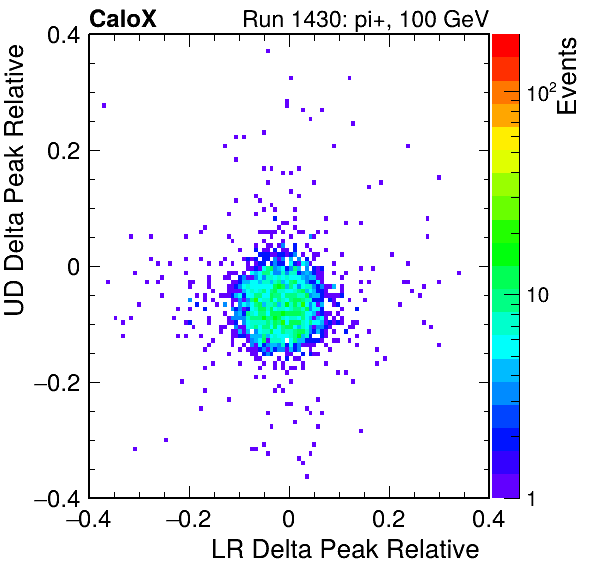 CaloX Run 1430: pi+, 100 GeV
UD Delta Peak Relative
0.4
0.2
0
−0.2
−0.4
−0.4 −0.2 0 0.2 0.4
LR Delta Peak Relative
Events
10²
10
1